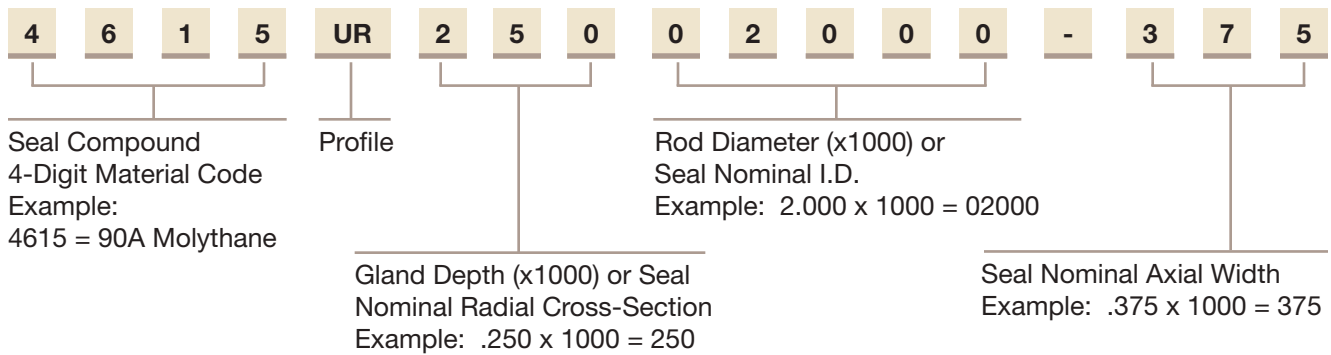 4 6 1 5 UR 2 5 0 0 2 0 0 0 - 3 7 5
Seal Compound
4-Digit Material Code
Example:
4615 = 90A Molythane
Profile
Rod Diameter (x1000) or
Seal Nominal I.D.
Example: 2.000 x 1000 = 02000
Gland Depth (x1000) or Seal
Nominal Radial Cross-Section
Example: .250 x 1000 = 250
Seal Nominal Axial Width
Example: .375 x 1000 = 375